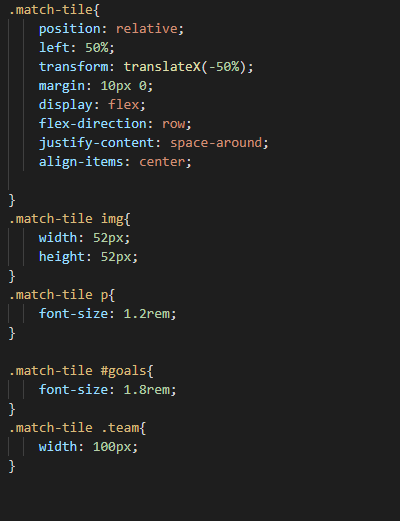 .match-tile{
    position: relative;
    left: 50%;
    transform: translateX(-50%);
    margin: 10px 0;
    display: flex;
    flex-direction: row;
    justify-content: space-around;
    align-items: center;

}
.match-tile img{
    width: 52px;
    height: 52px;
}
.match-tile p{
    font-size: 1.2rem;
}

.match-tile #goals{
    font-size: 1.8rem;
}
.match-tile .team{
    width: 100px;
}